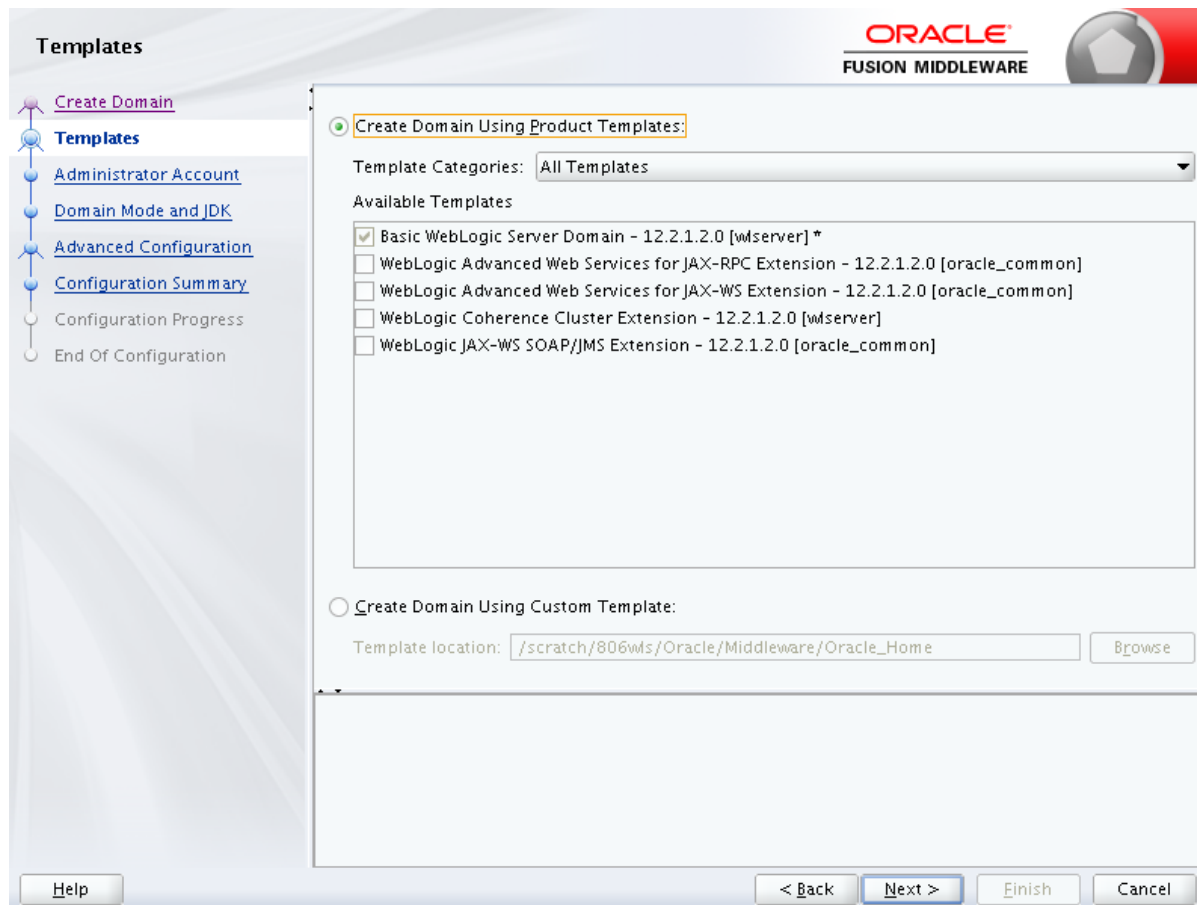 Templates
ORACLE
FUSION MIDDLEWARE
Create Domain
Templates
Administrator Account
Domain Mode and JDK
Advanced Configuration
Configuration Summary
Configuration Progress
End Of Configuration
Create Domain Using Product Templates:
Template Categories: All Templates
Available Templates
Basic WebLogic Server Domain - 12.2.1.2.0 [wlserver] *
WebLogic Advanced Web Services for JAX-RPC Extension - 12.2.1.2.0 [oracle_common]
WebLogic Advanced Web Services for JAX-WS Extension - 12.2.1.2.0 [oracle_common]
WebLogic Coherence Cluster Extension - 12.2.1.2.0 [wlserver]
WebLogic JAX-WS SOAP/JMS Extension - 12.2.1.2.0 [oracle_common]
Create Domain Using Custom Template:
Template location: /scratch/806wls/Oracle/Middleware/Oracle_Home Browse
Help < Back Next > Finish Cancel